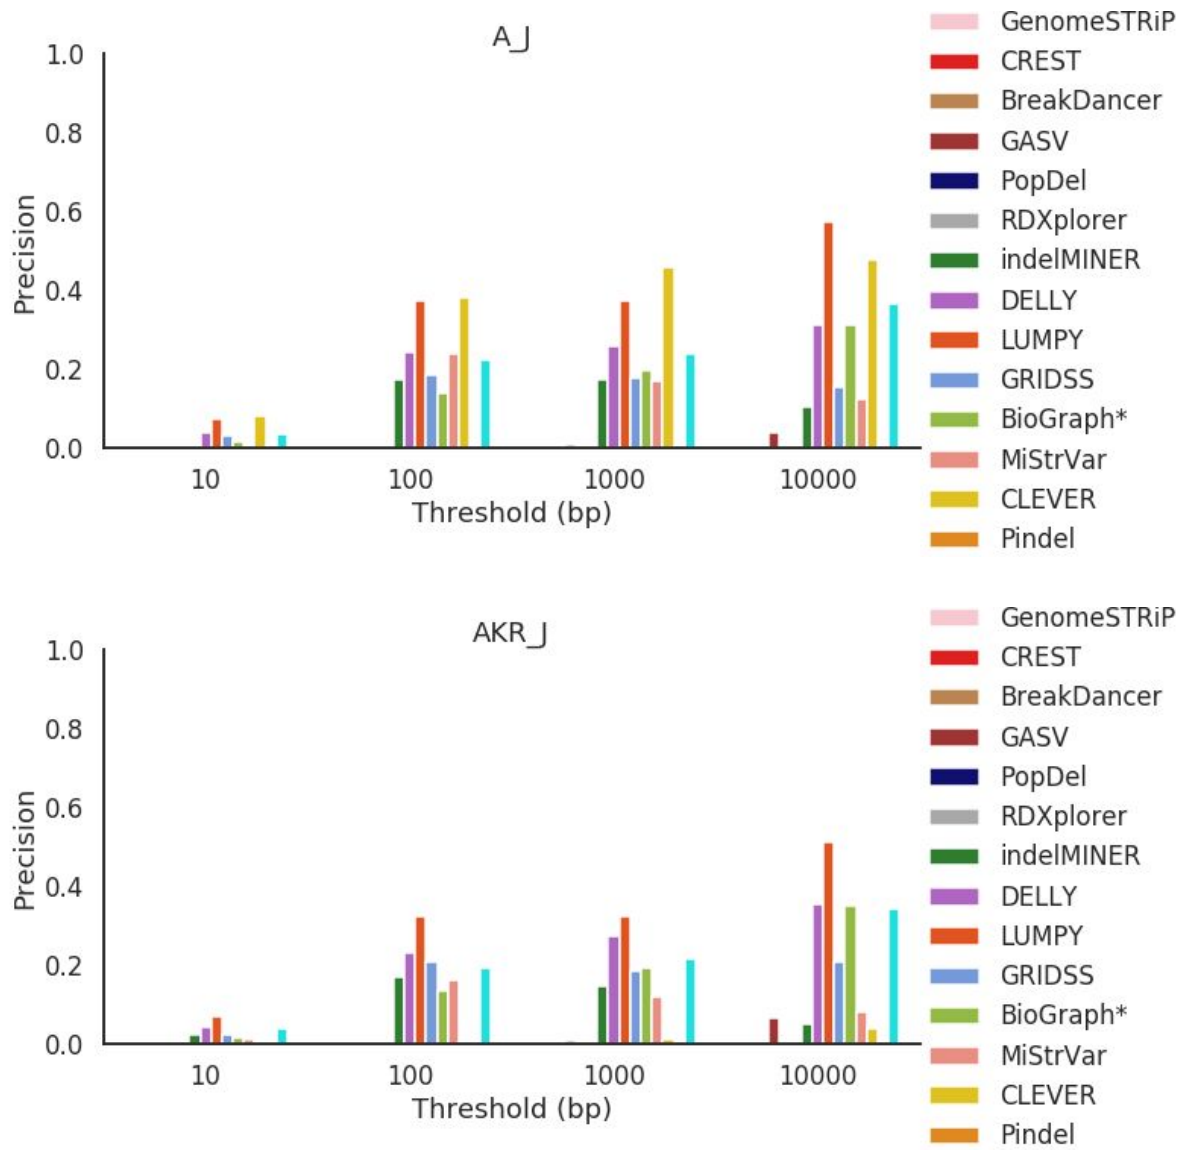 A_J
1.0
0.8
0.6
0.4
0.2
0.0
Precision
10 100 1000 10000
Threshold (bp)
GenomeSTRiP
CREST
BreakDancer
GASV
PopDel
RDXplorer
indelMINER
DELLY
LUMPY
GRIDSS
BioGraph*
MiStrVar
CLEVER
Pindel
AKR_J
1.0
0.8
0.6
0.4
0.2
0.0
Precision
10 100 1000 10000
Threshold (bp)
GenomeSTRiP
CREST
BreakDancer
GASV
PopDel
RDXplorer
indelMINER
DELLY
LUMPY
GRIDSS
BioGraph*
MiStrVar
CLEVER
Pindel